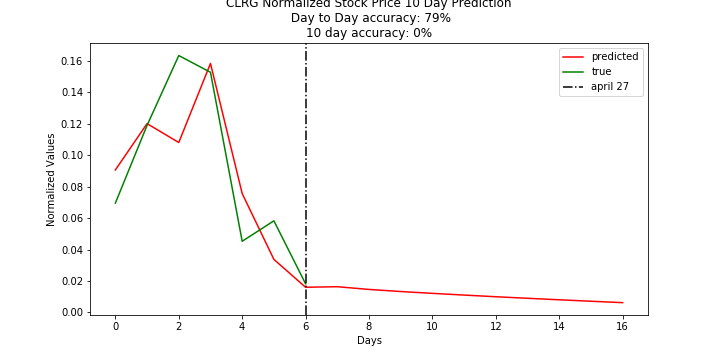 CLRG Normalized Stock Price 10 Day Prediction
Day to Day accuracy: 79%
10 day accuracy: 0%
predicted
true
april 27
Normalized Values
0.16
0.14
0.12
0.10
0.08
0.06
0.04
0.02
0.00
0 2 4 6 8 10 12 14 16
Days